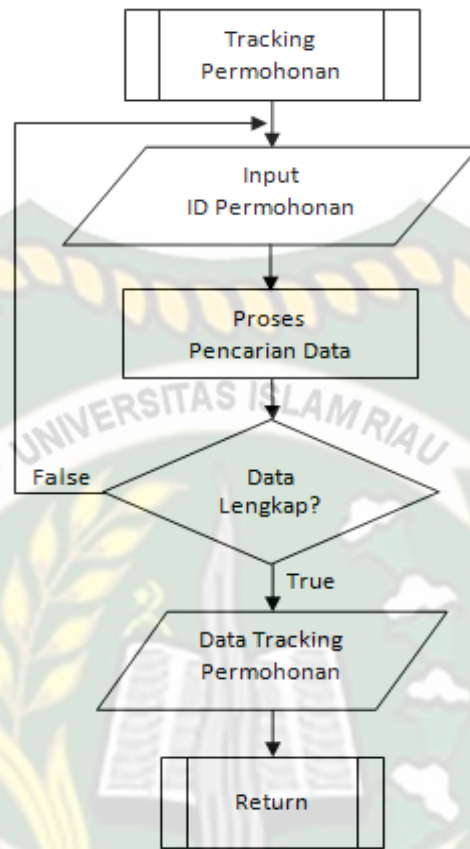 Tracking
Permohonan
Input
ID Permohonan
Proses
Pencarian Data
UNIVERSITAS ISLAM RIAU
False
Data
Lengkap?
True
Data Tracking
Permohonan
Return